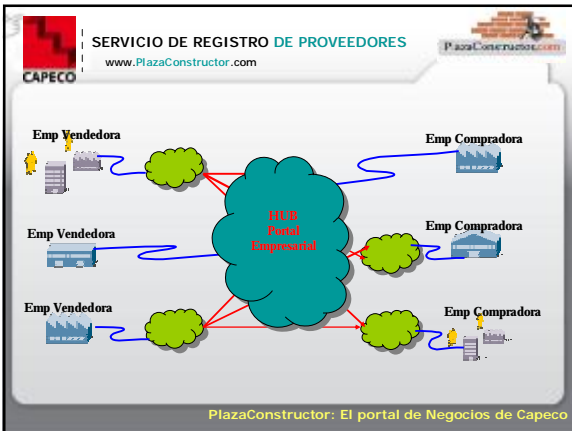 SERVICIO DE REGISTRO DE PROVEEDORES
www.PlazaConstructor.com
PlazaConstructor.com
CAPECO
Emp Vendedora
Emp Compradora
HUB
Portal
Empresarial
Emp Vendedora
Emp Compradora
Emp Vendedora
Emp Compradora
PlazaConstructor: El portal de Negocios de Capeco